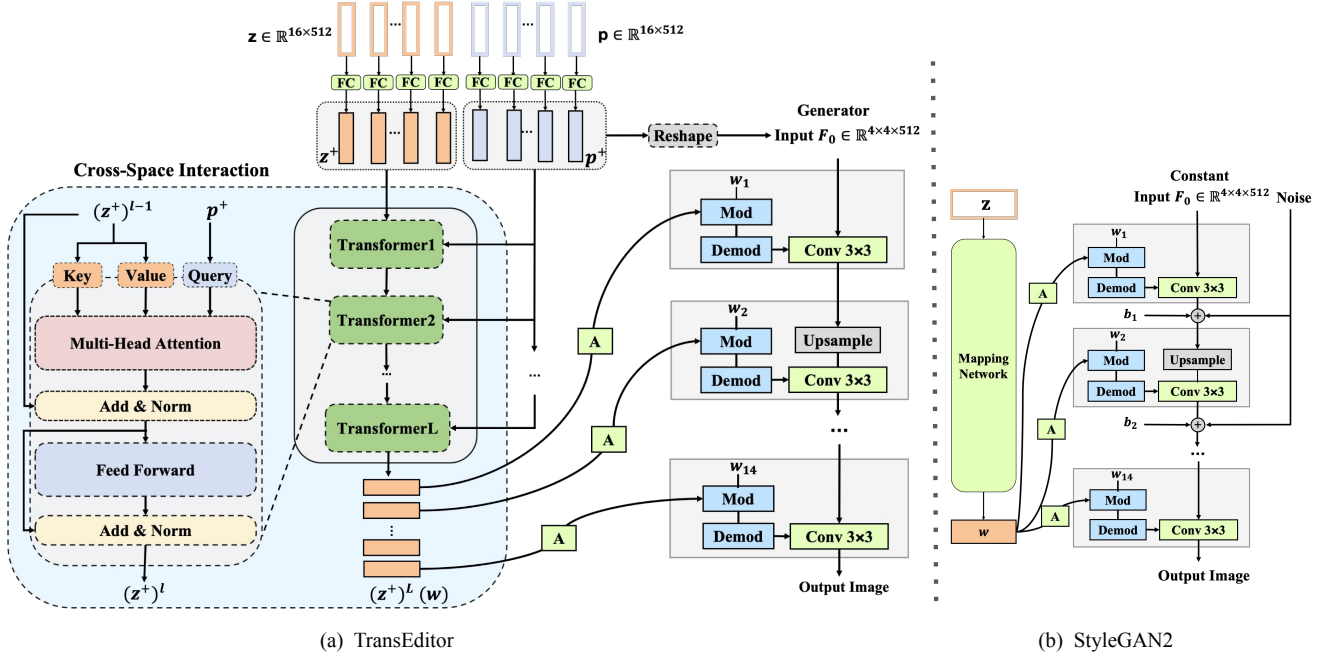 z ∈ ℝ^{16×512}
...
...
p ∈ ℝ^{16×512}
FC FC FC FC FC FC FC FC
...
...
z⁺
p⁺
Reshape
Generator
Input F₀ ∈ ℝ^{4×4×512}
Cross-Space Interaction
(z⁺)^{l−1}
p⁺
Key
Value
Query
Multi-Head Attention
Add & Norm
Feed Forward
Add & Norm
(z⁺)^l
Transformer1
Transformer2
...
...
TransformerL
(z⁺)^L (w)
A
A
A
w₁
Mod
Demod
Conv 3×3
w₂
Mod
Upsample
Demod
Conv 3×3
...
w₁₄
Mod
Demod
Conv 3×3
Output Image
(a) TransEditor
z
Mapping
Network
w
A
A
A
Constant
Input F₀ ∈ ℝ^{4×4×512}
Noise
w₁
Mod
Demod
Conv 3×3
b₁
+
w₂
Mod
Upsample
Demod
Conv 3×3
b₂
+
...
w₁₄
Mod
Demod
Conv 3×3
Output Image
(b) StyleGAN2